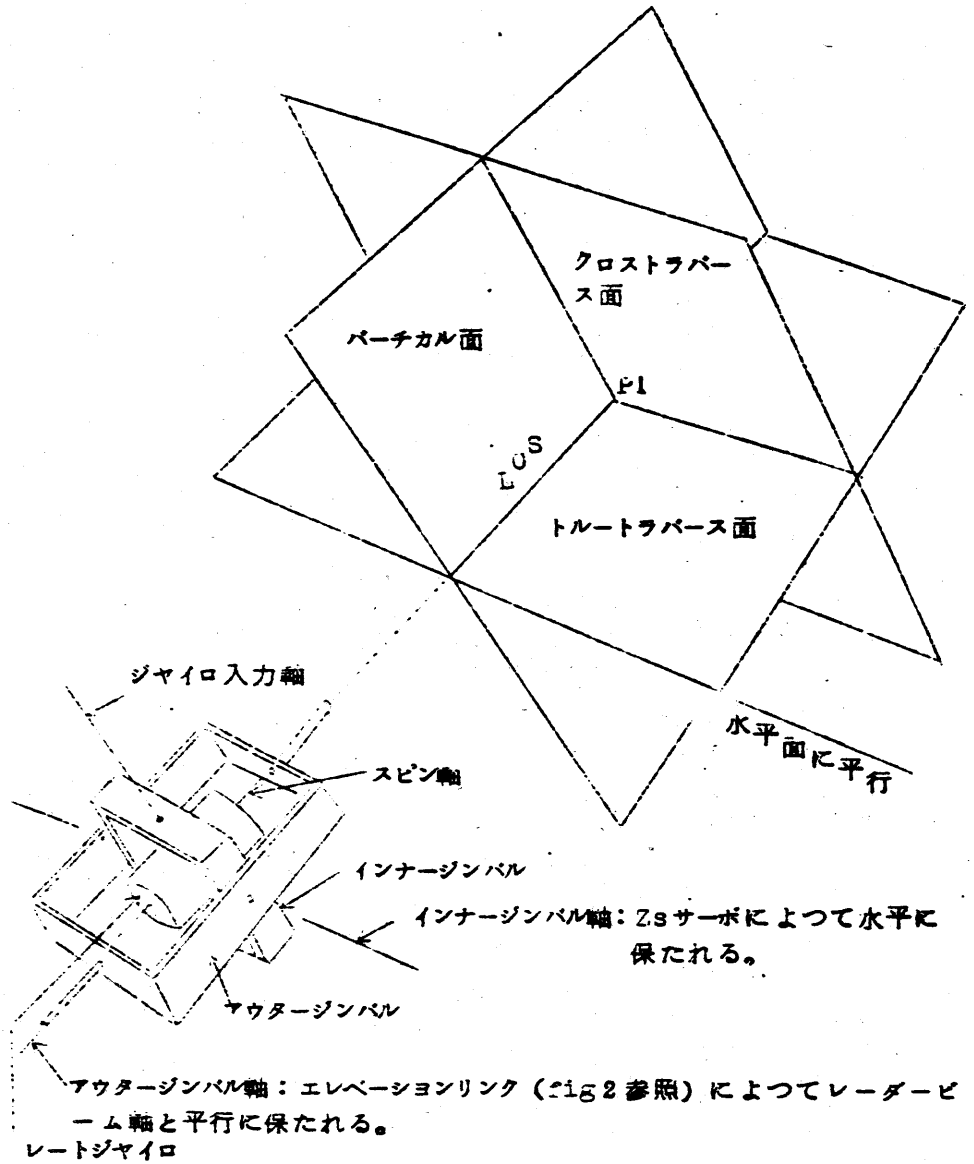 クロストラバー
ス面
バーチカル面
P1
LOS
トルートラバース面
ジヤイロ入力軸
水平面に平行
スピン軸
インナージンバル
インナージンバル軸：Zsサーボによつて水平に
保たれる。
アウタージンバル
アウタージンバル軸：エレベーションリンク（fig2参照）によつてレーダービ
ーム軸と平行に保たれる。
レートジヤイロ